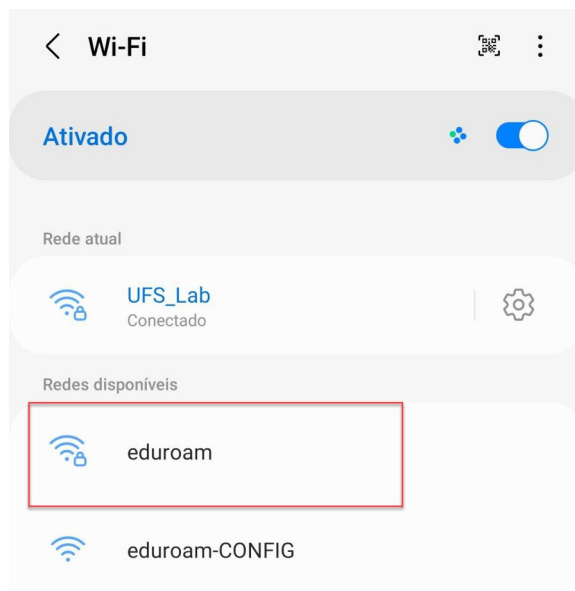 Wi-Fi
Ativado
Rede atual
UFS_Lab
Conectado
Redes disponíveis
eduroam
eduroam-CONFIG